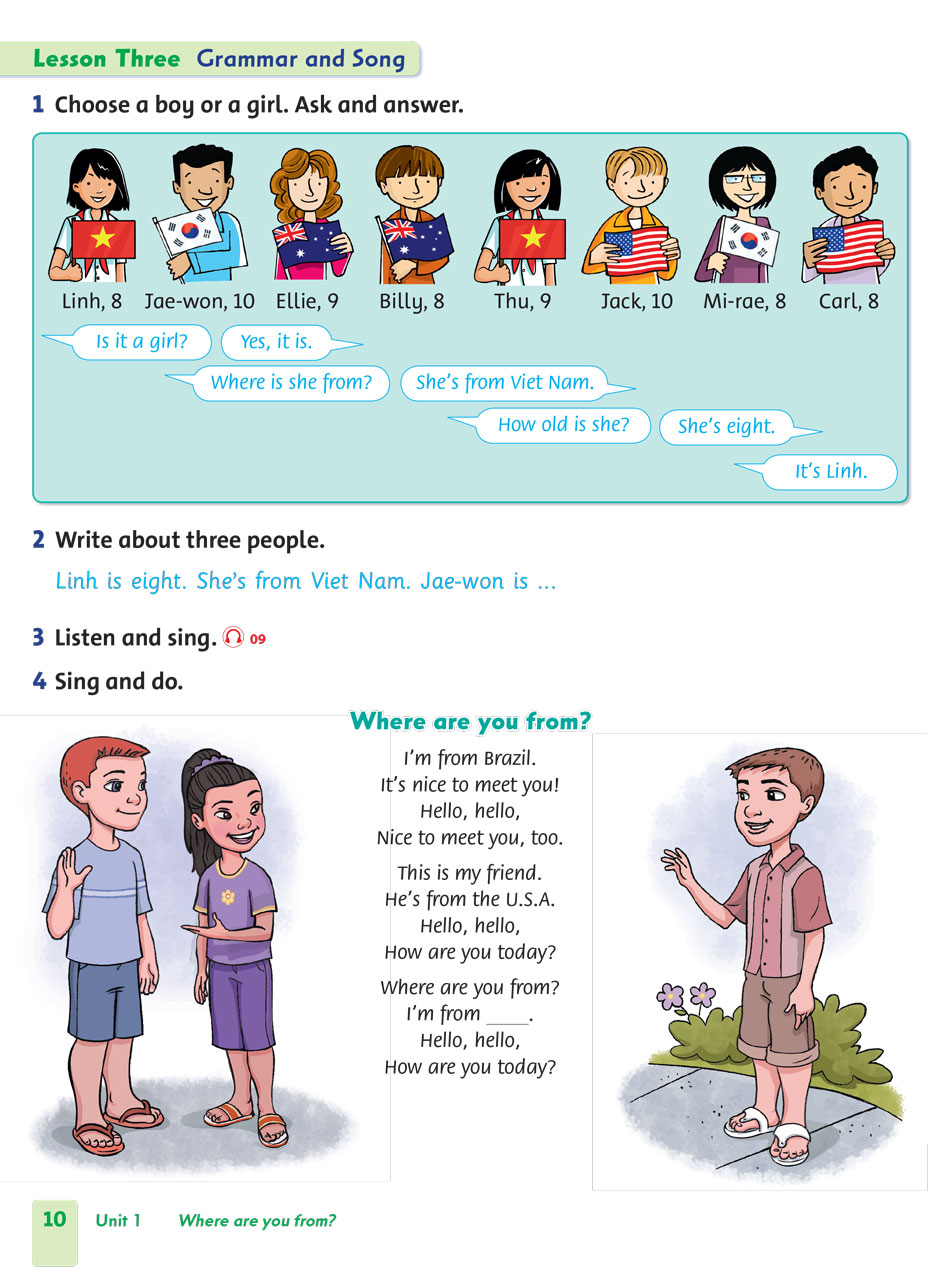 Lesson Three Grammar and Song
1 Choose a boy or a girl. Ask and answer.
Linh, 8 Jae-won, 10 Ellie, 9 Billy, 8 Thu, 9 Jack, 10 Mi-rae, 8 Carl, 8
Is it a girl? Yes, it is.
Where is she from? She's from Viet Nam.
How old is she? She's eight.
It's Linh.
2 Write about three people.
Linh is eight. She's from Viet Nam. Jae-won is ...
3 Listen and sing. 09
4 Sing and do.
Where are you from?
I'm from Brazil.
It's nice to meet you!
Hello, hello,
Nice to meet you, too.
This is my friend.
He's from the U.S.A.
Hello, hello,
How are you today?
Where are you from?
I'm from ____.
Hello, hello,
How are you today?
10 Unit 1 Where are you from?